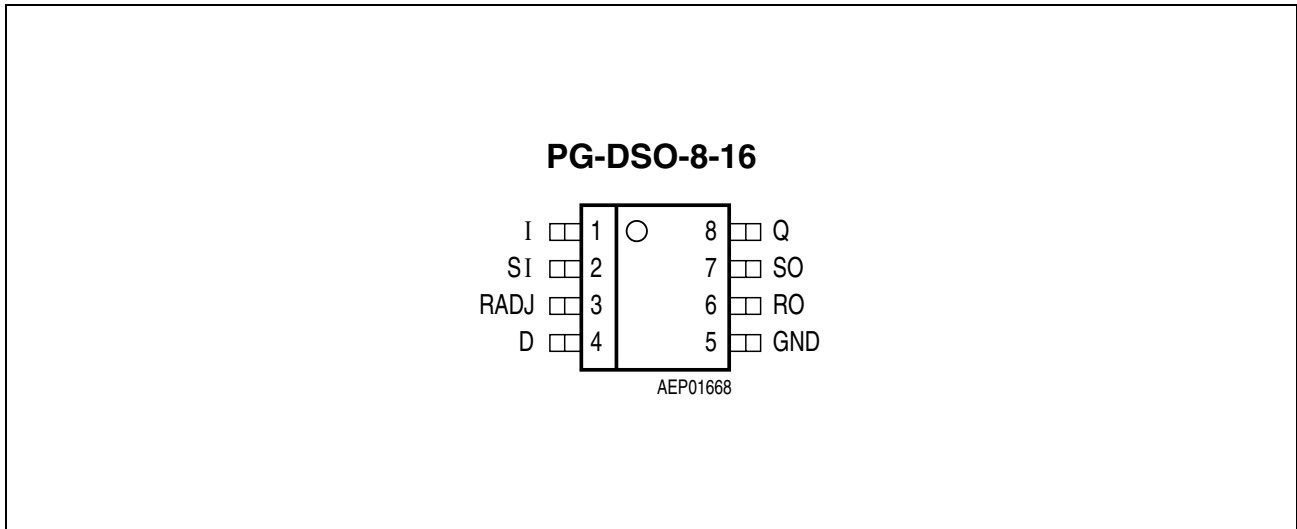 PG-DSO-8-16
I 1 8 Q
SI 2 7 SO
RADJ 3 6 RO
D 4 5 GND
AEP01668